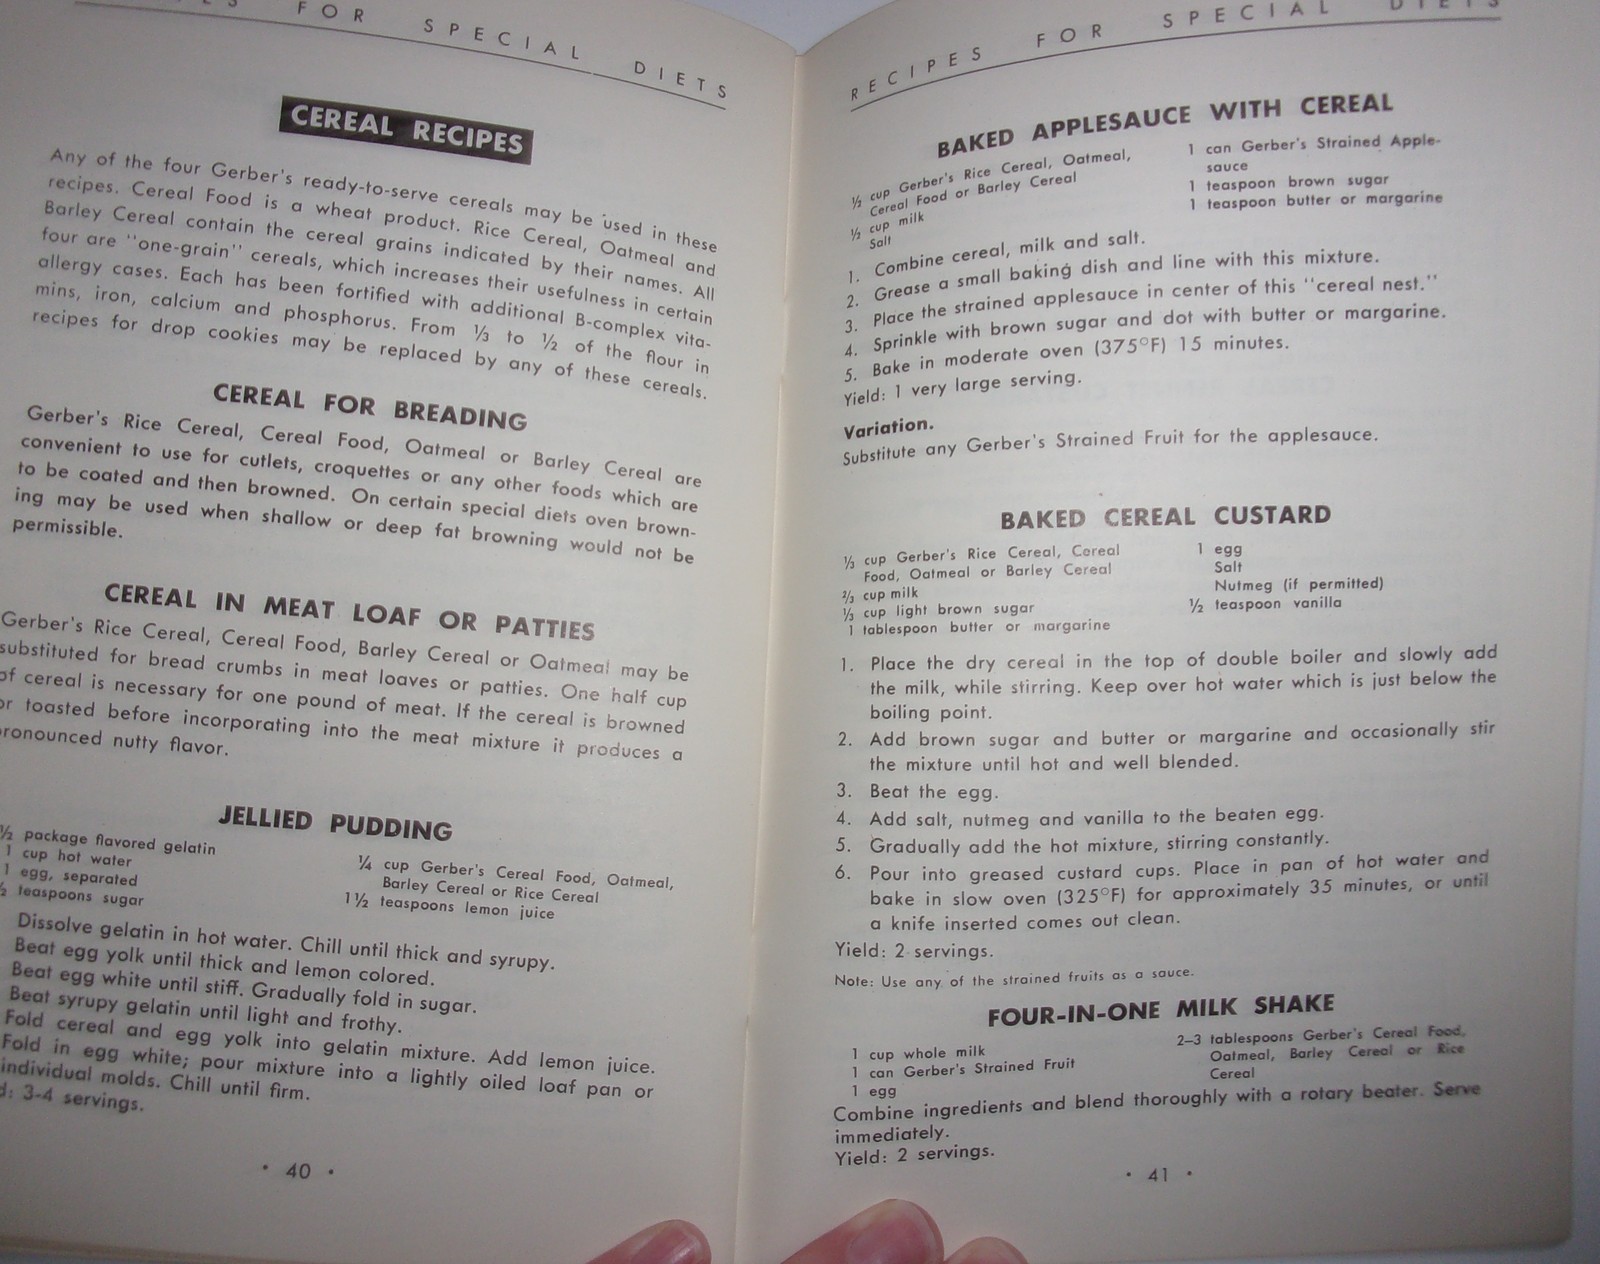 FOR SPECIAL DIETS
CEREAL RECIPES
Any of the four Gerber's ready-to-serve cereals may be used in these
recipes. Cereal Food is a wheat product. Rice Cereal, Oatmeal and
Barley Cereal contain the cereal grains indicated by their names. All
four are "one-grain" cereals, which increases their usefulness in certain
allergy cases. Each has been fortified with additional B-complex vita-
mins, iron, calcium and phosphorus. From ⅓ to ½ of the flour in
recipes for drop cookies may be replaced by any of these cereals.
CEREAL FOR BREADING
Gerber's Rice Cereal, Cereal Food, Oatmeal or Barley Cereal are
convenient to use for cutlets, croquettes or any other foods which are
to be coated and then browned. On certain special diets oven brown-
ing may be used when shallow or deep fat browning would not be
permissible.
CEREAL IN MEAT LOAF OR PATTIES
Gerber's Rice Cereal, Cereal Food, Barley Cereal or Oatmeal may be
substituted for bread crumbs in meat loaves or patties. One half cup
of cereal is necessary for one pound of meat. If the cereal is browned
or toasted before incorporating into the meat mixture it produces a
pronounced nutty flavor.
JELLIED PUDDING
½ package flavored gelatin
1 cup hot water
1 egg, separated
½ teaspoons sugar
¼ cup Gerber's Cereal Food, Oatmeal,
Barley Cereal or Rice Cereal
1½ teaspoons lemon juice
Dissolve gelatin in hot water. Chill until thick and syrupy.
Beat egg yolk until thick and lemon colored.
Beat egg white until stiff. Gradually fold in sugar.
Beat syrupy gelatin until light and frothy.
Fold cereal and egg yolk into gelatin mixture. Add lemon juice.
Fold in egg white; pour mixture into a lightly oiled loaf pan or
individual molds. Chill until firm.
d: 3-4 servings.
• 40 •
RECIPES FOR SPECIAL DIETS
BAKED APPLESAUCE WITH CEREAL
½ cup Gerber's Rice Cereal, Oatmeal,
Cereal Food or Barley Cereal
½ cup milk
Salt
1 can Gerber's Strained Apple-
sauce
1 teaspoon brown sugar
1 teaspoon butter or margarine
1. Combine cereal, milk and salt.
2. Grease a small baking dish and line with this mixture.
3. Place the strained applesauce in center of this "cereal nest."
4. Sprinkle with brown sugar and dot with butter or margarine.
5. Bake in moderate oven (375°F) 15 minutes.
Yield: 1 very large serving.
Variation.
Substitute any Gerber's Strained Fruit for the applesauce.
BAKED CEREAL CUSTARD
⅓ cup Gerber's Rice Cereal, Cereal
Food, Oatmeal or Barley Cereal
⅔ cup milk
⅓ cup light brown sugar
1 tablespoon butter or margarine
1 egg
Salt
Nutmeg (if permitted)
½ teaspoon vanilla
1. Place the dry cereal in the top of double boiler and slowly add
the milk, while stirring. Keep over hot water which is just below the
boiling point.
2. Add brown sugar and butter or margarine and occasionally stir
the mixture until hot and well blended.
3. Beat the egg.
4. Add salt, nutmeg and vanilla to the beaten egg.
5. Gradually add the hot mixture, stirring constantly.
6. Pour into greased custard cups. Place in pan of hot water and
bake in slow oven (325°F) for approximately 35 minutes, or until
a knife inserted comes out clean.
Yield: 2 servings.
Note: Use any of the strained fruits as a sauce.
FOUR-IN-ONE MILK SHAKE
1 cup whole milk
1 can Gerber's Strained Fruit
1 egg
2–3 tablespoons Gerber's Cereal Food,
Oatmeal, Barley Cereal or Rice
Cereal
Combine ingredients and blend thoroughly with a rotary beater. Serve
immediately.
Yield: 2 servings.
• 41 •